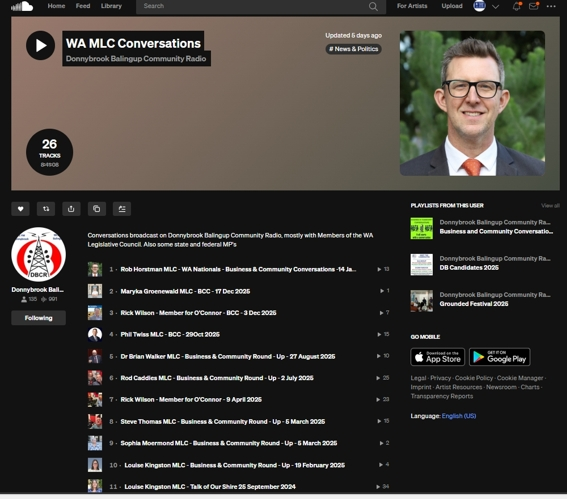 Home Feed Library Search For Artists Upload
WA MLC Conversations
Donnybrook Balingup Community Radio
Updated 5 days ago
# News & Politics
26
TRACKS
Conversations broadcast on Donnybrook Balingup Community Radio, mostly with Members of the WA
Legislative Council. Also some state and federal MP's
DBCR
Donnybrook Bali...
135 991
Following
1 · Rob Horstman MLC - WA Nationals - Business & Community Conversations -14 Ja... 13
2 · Maryka Groenewald MLC - BCC - 17 Dec 2025 1
3 · Rick Wilson - Member for O'Connor - BCC - 3 Dec 2025 7
4 · Phil Twiss MLC - BCC - 29Oct 2025 15
5 · Dr Brian Walker MLC - Business & Community Round - Up - 27 August 2025 10
6 · Rod Caddies MLC - Business & Community Round - Up - 2 July 2025 25
7 · Rick Wilson - Member for O'Connor - 9 April 2025 23
8 · Steve Thomas MLC - Business & Community Round - Up - 5 March 2025 15
9 · Sophia Moermond MLC - Business & Community Round - Up - 5 March 2025 2
10 · Louise Kingston MLC - Business & Community Round - Up - 19 February 2025 4
11 · Louise Kingston MLC - Talk of Our Shire 25 September 2024 34
PLAYLISTS FROM THIS USER View all
Donnybrook Balingup Community Ra...
Business and Community Conversatio...
Donnybrook Balingup Community Ra...
DB Candidates 2025
Donnybrook Balingup Community Ra...
Grounded Festival 2025
GO MOBILE
Download on the
App Store
GET IT ON
Google Play
Legal · Privacy · Cookie Policy · Cookie Manager ·
Imprint · Artist Resources · Newsroom · Charts ·
Transparency Reports
Language: English (US)